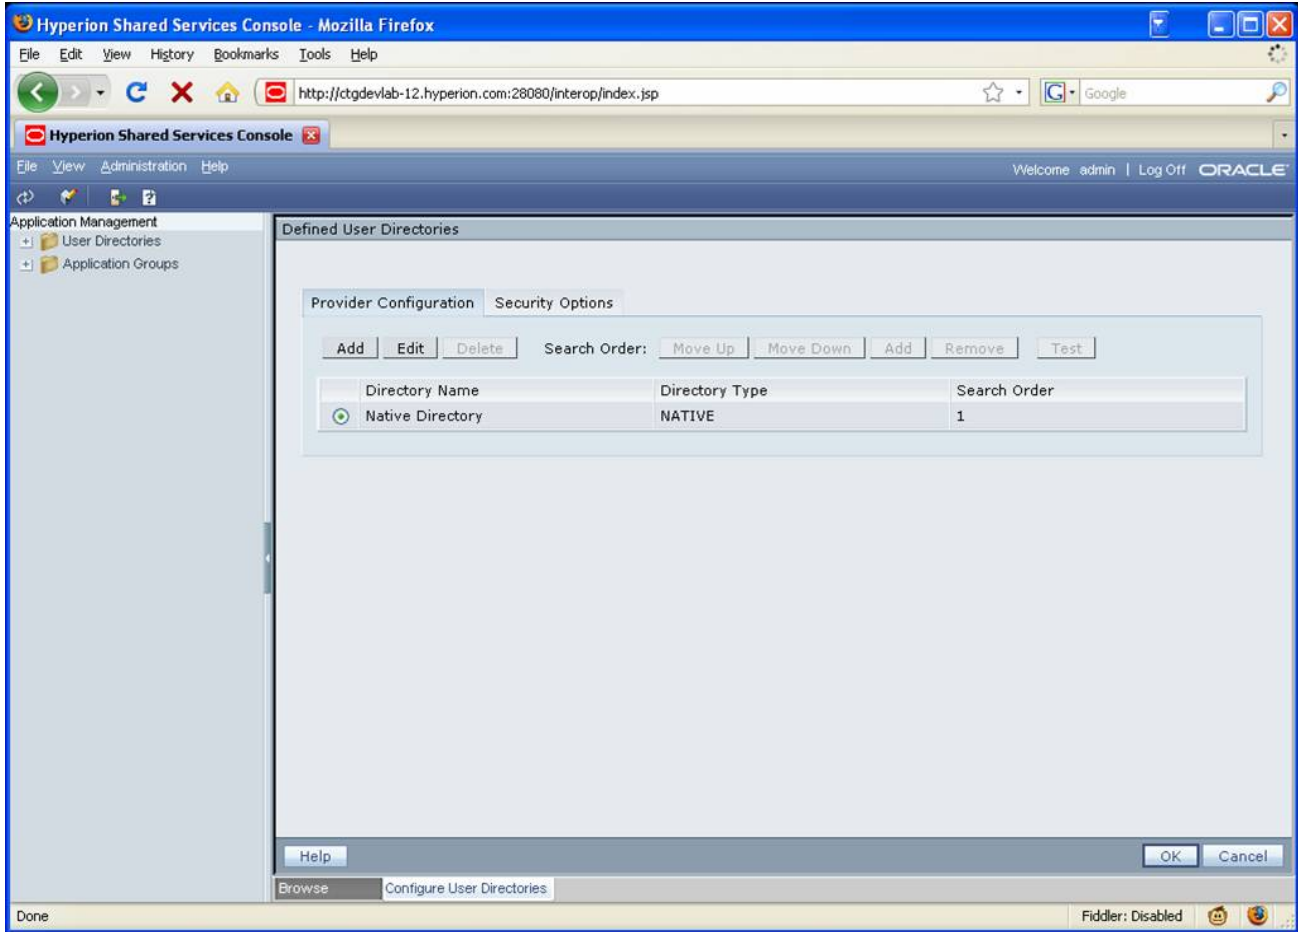 Hyperion Shared Services Console - Mozilla Firefox
File Edit View History Bookmarks Tools Help
http://ctgdevlab-12.hyperion.com:28080/interop/index.jsp G Google
Hyperion Shared Services Console
File View Administration Help Welcome admin | Log Off ORACLE
Application Management
User Directories
Application Groups
Defined User Directories
Provider Configuration Security Options
Add Edit Delete Search Order: Move Up Move Down Add Remove Test
Directory Name Directory Type Search Order
Native Directory NATIVE 1
Help OK Cancel
Browse Configure User Directories
Done Fiddler: Disabled